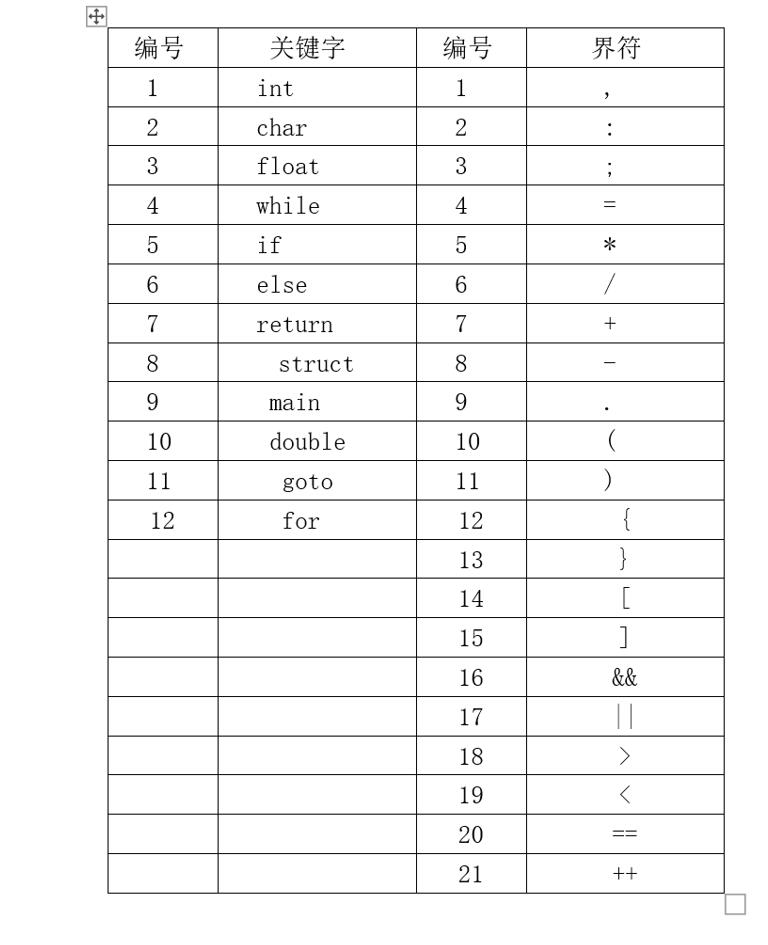 编号 关键字 编号 界符
1 int 1 ,
2 char 2 :
3 float 3 ;
4 while 4 =
5 if 5 *
6 else 6 /
7 return 7 +
8 struct 8 -
9 main 9 .
10 double 10 (
11 goto 11 )
12 for 12 {
13 }
14 [
15 ]
16 &&
17 ||
18 >
19 <
20 ==
21 ++